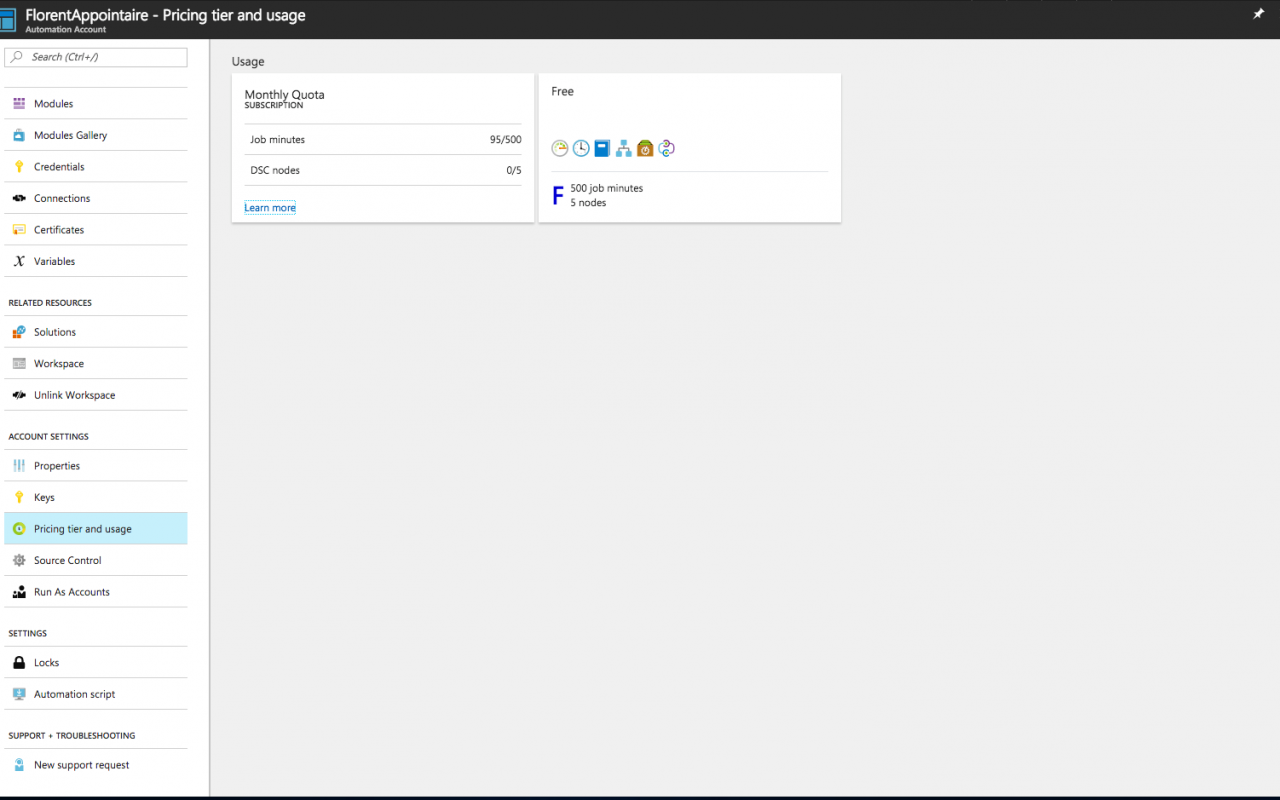 FlorentAppointaire - Pricing tier and usage
Automation Account
Search (Ctrl+/)
Modules
Modules Gallery
Credentials
Connections
Certificates
Variables
RELATED RESOURCES
Solutions
Workspace
Unlink Workspace
ACCOUNT SETTINGS
Properties
Keys
Pricing tier and usage
Source Control
Run As Accounts
SETTINGS
Locks
Automation script
SUPPORT + TROUBLESHOOTING
New support request
Usage
Monthly Quota
SUBSCRIPTION
Job minutes 95/500
DSC nodes 0/5
Learn more
Free
F 500 job minutes
5 nodes